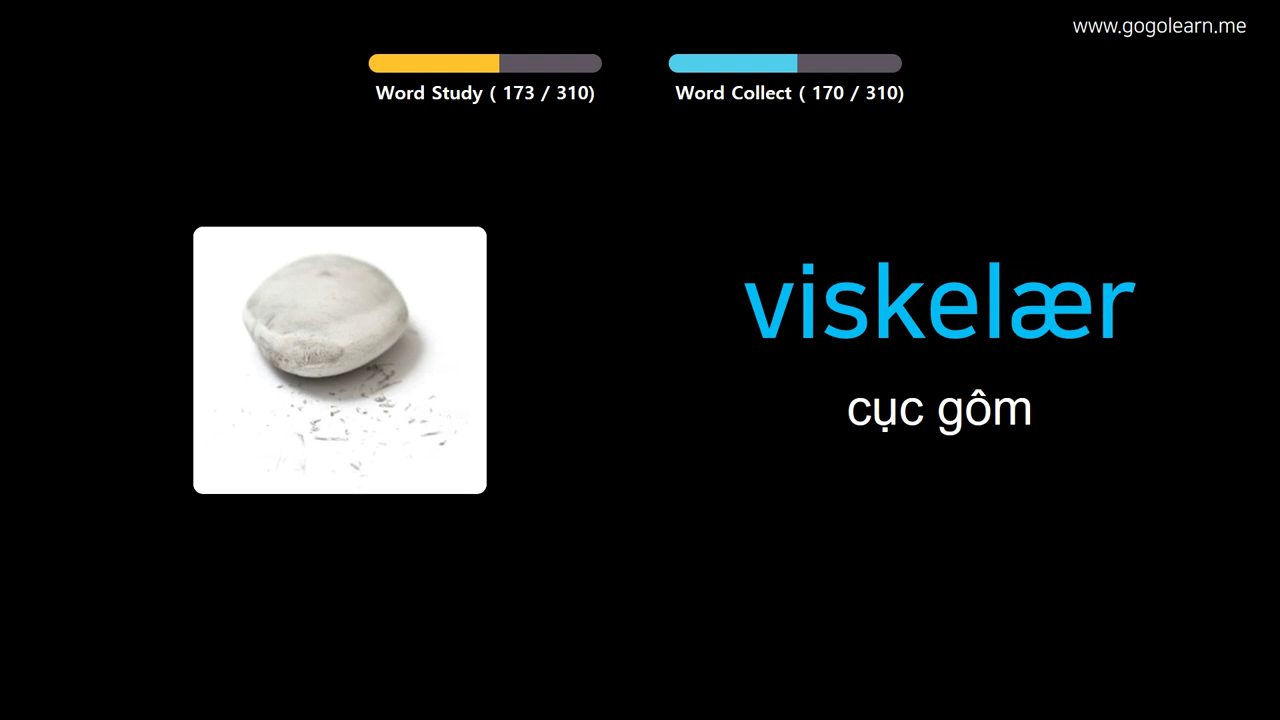 www.gogolearn.me
Word Study ( 173 / 310)
Word Collect ( 170 / 310)
viskelær
cục gôm